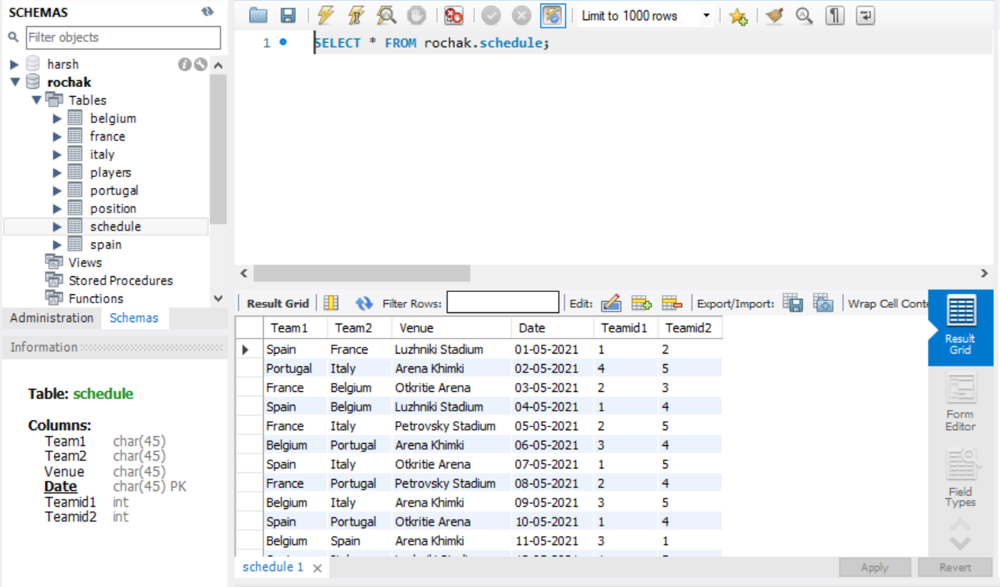 SCHEMAS
Filter objects
harsh
rochak
Tables
belgium
france
italy
players
portugal
position
schedule
spain
Views
Stored Procedures
Functions
Administration Schemas
Information
Table: schedule
Columns:
Team1 char(45)
Team2 char(45)
Venue char(45)
Date char(45) PK
Teamid1 int
Teamid2 int
Limit to 1000 rows
1 SELECT * FROM rochak.schedule;
Result Grid Filter Rows: Edit: Export/Import: Wrap Cell Conte
Team1 Team2 Venue Date Teamid1 Teamid2
Spain France Luzhniki Stadium 01-05-2021 1 2
Portugal Italy Arena Khimki 02-05-2021 4 5
France Belgium Otkritie Arena 03-05-2021 2 3
Spain Belgium Luzhniki Stadium 04-05-2021 1 4
France Italy Petrovsky Stadium 05-05-2021 2 5
Belgium Portugal Arena Khimki 06-05-2021 3 4
Spain Italy Otkritie Arena 07-05-2021 1 5
France Portugal Petrovsky Stadium 08-05-2021 2 4
Belgium Italy Arena Khimki 09-05-2021 3 5
Spain Portugal Otkritie Arena 10-05-2021 1 4
Belgium Spain Arena Khimki 11-05-2021 3 1
Result
Grid
Form
Editor
Field
Types
schedule 1
Apply Revert